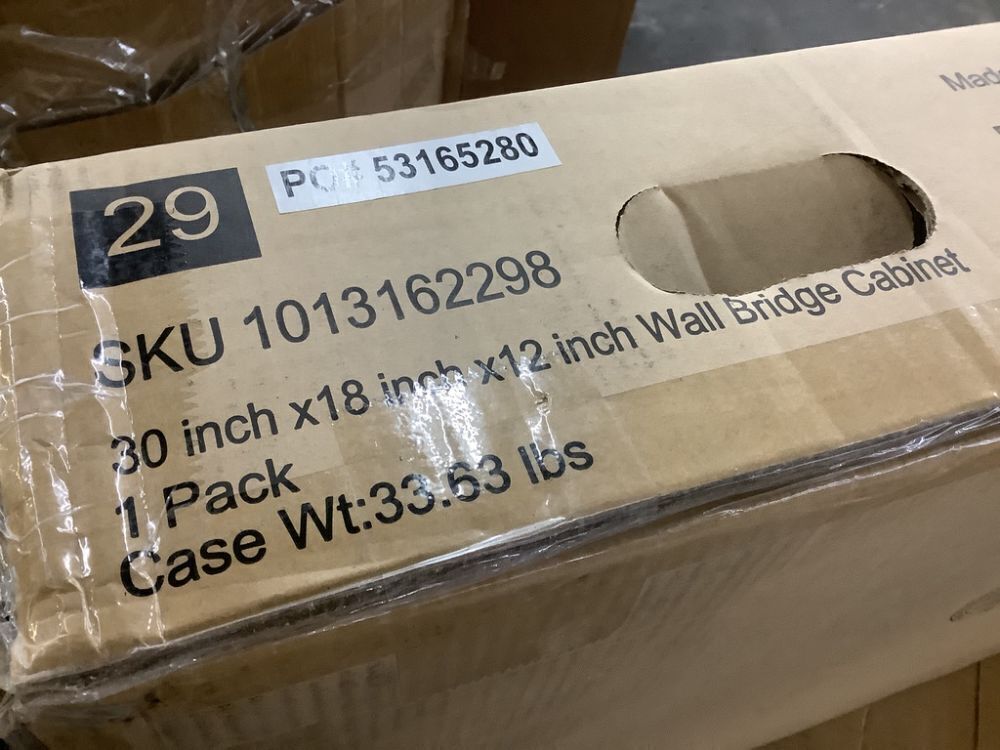 29
PO# 53165280
Made
SKU 1013162298
30 inch x18 inch x12 inch Wall Bridge Cabinet
1 Pack
Case Wt:33.63 lbs